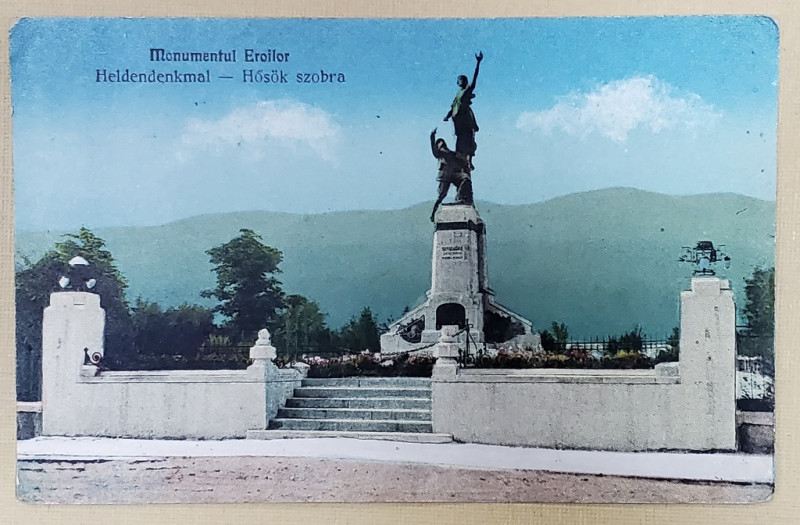 Monumentul Eroilor
Heldendenkmal — Hősök szobra